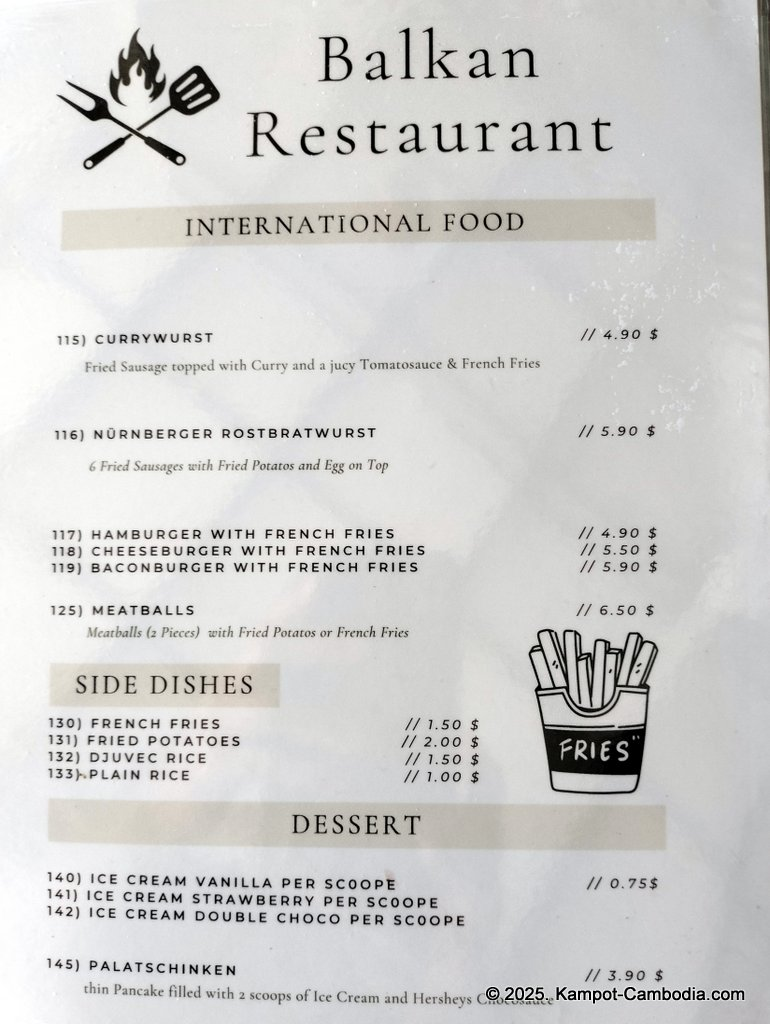 Balkan
Restaurant
INTERNATIONAL FOOD
115) CURRYWURST // 4.90 $
Fried Sausage topped with Curry and a jucy Tomatosauce & French Fries
116) NÜRNBERGER ROSTBRATWURST // 5.90 $
6 Fried Sausages with Fried Potatos and Egg on Top
117) HAMBURGER WITH FRENCH FRIES // 4.90 $
118) CHEESEBURGER WITH FRENCH FRIES // 5.50 $
119) BACONBURGER WITH FRENCH FRIES // 5.90 $
125) MEATBALLS // 6.50 $
Meatballs (2 Pieces) with Fried Potatos or French Fries
SIDE DISHES
130) FRENCH FRIES // 1.50 $
131) FRIED POTATOES // 2.00 $
132) DJUVEC RICE // 1.50 $
133) PLAIN RICE // 1.00 $
FRIES"
DESSERT
140) ICE CREAM VANILLA PER SCOOPE // 0.75$
141) ICE CREAM STRAWBERRY PER SCOOPE
142) ICE CREAM DOUBLE CHOCO PER SCOOPE
145) PALATSCHINKEN // 3.90 $
thin Pancake filled with 2 scoops of Ice Cream and Hersheys Chocosauce
© 2025. Kampot-Cambodia.com